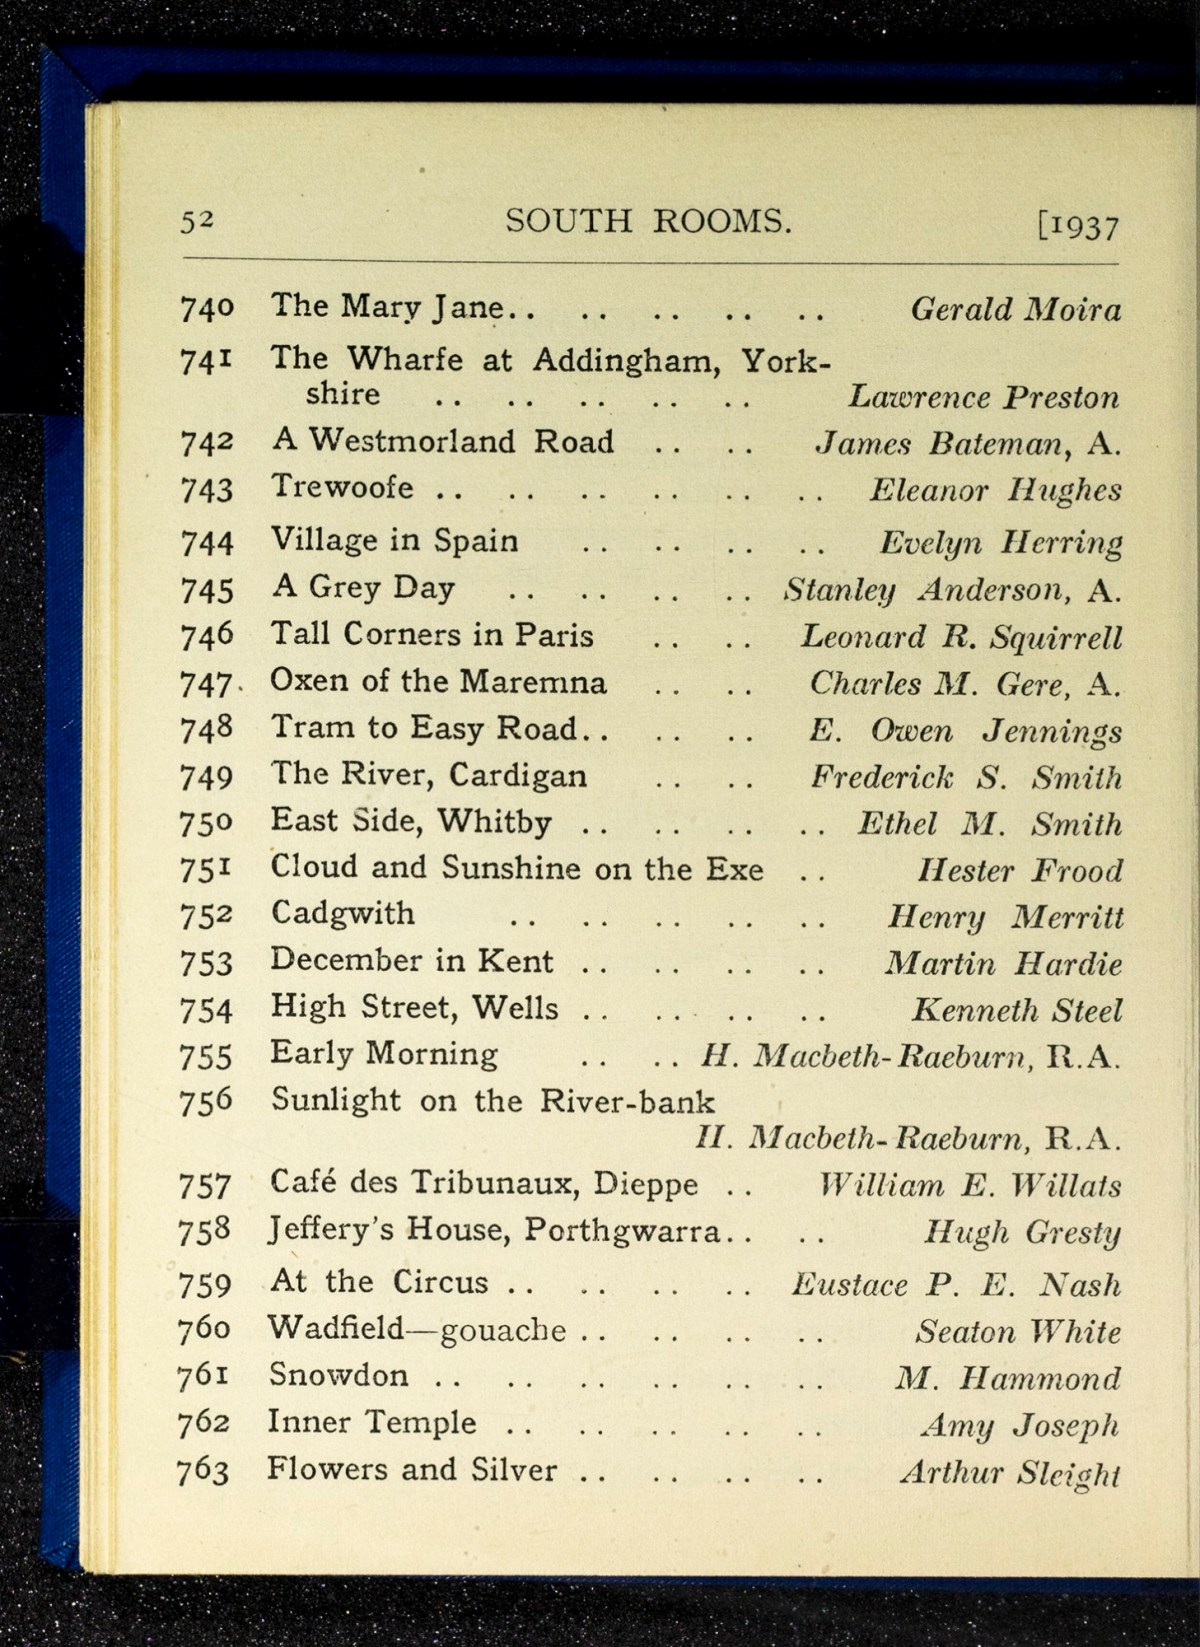 52 SOUTH ROOMS. [1937
740 The Mary Jane.. .. .. .. .. Gerald Moira
741 The Wharfe at Addingham, York-
shire .. .. .. .. .. Lawrence Preston
742 A Westmorland Road .. .. James Bateman, A.
743 Trewoofe .. .. .. .. .. .. Eleanor Hughes
744 Village in Spain .. .. .. .. Evelyn Herring
745 A Grey Day .. .. .. .. Stanley Anderson, A.
746 Tall Corners in Paris .. .. Leonard R. Squirrell
747 Oxen of the Maremna .. .. Charles M. Gere, A.
748 Tram to Easy Road.. .. .. E. Owen Jennings
749 The River, Cardigan .. .. Frederick S. Smith
750 East Side, Whitby .. .. .. .. Ethel M. Smith
751 Cloud and Sunshine on the Exe .. Hester Frood
752 Cadgwith .. .. .. .. .. Henry Merritt
753 December in Kent .. .. .. .. Martin Hardie
754 High Street, Wells .. .. .. .. Kenneth Steel
755 Early Morning .. .. H. Macbeth-Raeburn, R.A.
756 Sunlight on the River-bank
H. Macbeth-Raeburn, R.A.
757 Café des Tribunaux, Dieppe .. William E. Willats
758 Jeffery's House, Porthgwarra.. .. Hugh Gresty
759 At the Circus .. .. .. .. Eustace P. E. Nash
760 Wadfield—gouache .. .. .. .. Seaton White
761 Snowdon .. .. .. .. .. .. M. Hammond
762 Inner Temple .. .. .. .. .. Amy Joseph
763 Flowers and Silver .. .. .. .. Arthur Sleight